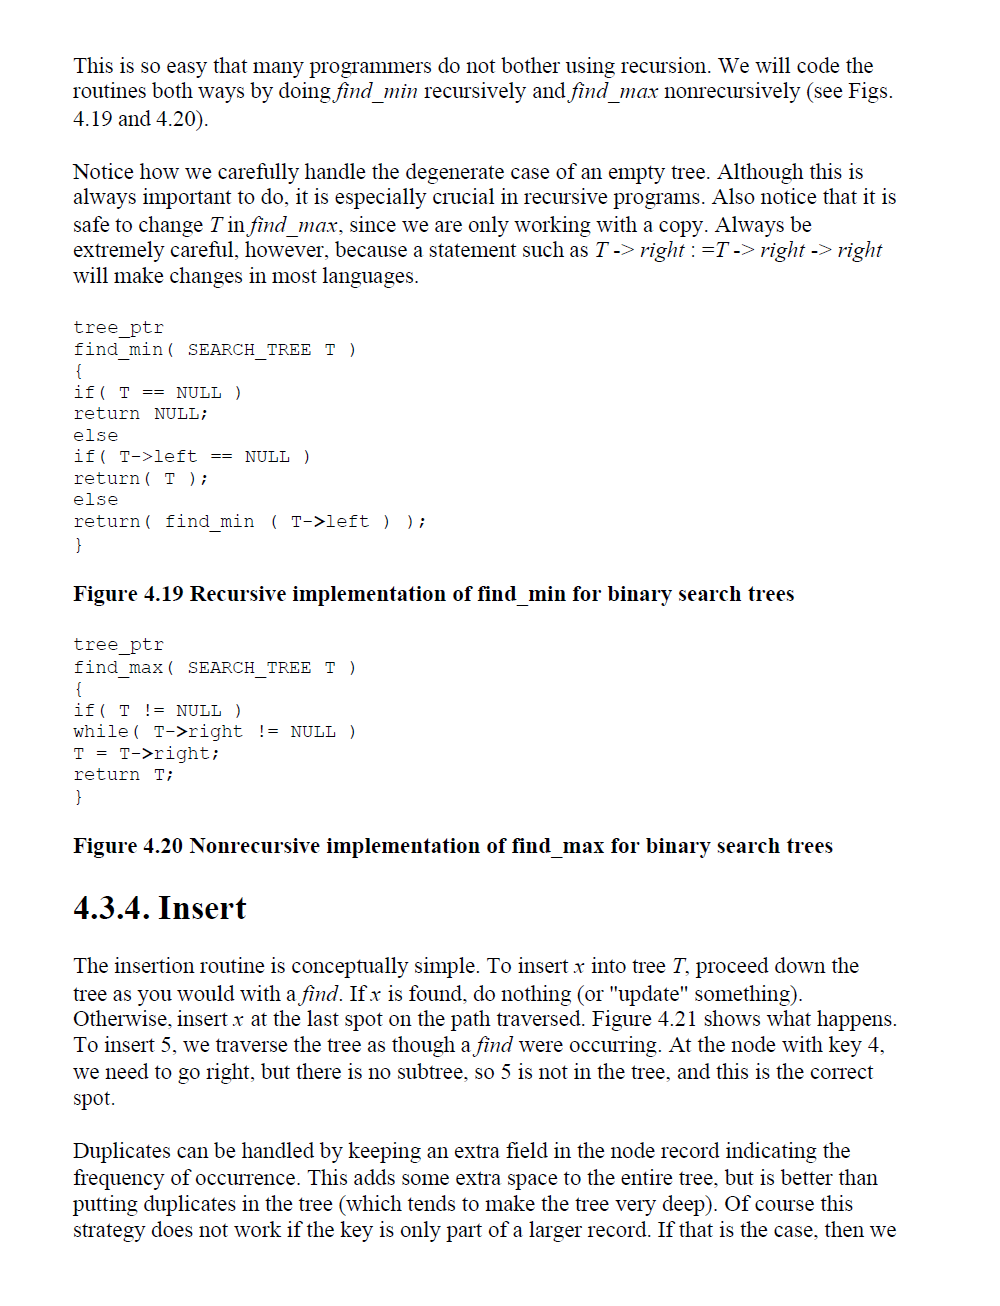 This is so easy that many programmers do not bother using recursion. We will code the
routines both ways by doing find_min recursively and find_max nonrecursively (see Figs.
4.19 and 4.20).
Notice how we carefully handle the degenerate case of an empty tree. Although this is
always important to do, it is especially crucial in recursive programs. Also notice that it is
safe to change T in find_max, since we are only working with a copy. Always be
extremely careful, however, because a statement such as T -> right : =T -> right -> right
will make changes in most languages.
tree_ptr
find_min( SEARCH_TREE T )
{
if( T == NULL )
return NULL;
else
if( T->left == NULL )
return( T );
else
return( find_min ( T->left ) );
}
Figure 4.19 Recursive implementation of find_min for binary search trees
tree_ptr
find_max( SEARCH_TREE T )
{
if( T != NULL )
while( T->right != NULL )
T = T->right;
return T;
}
Figure 4.20 Nonrecursive implementation of find_max for binary search trees
4.3.4. Insert
The insertion routine is conceptually simple. To insert x into tree T, proceed down the
tree as you would with a find. If x is found, do nothing (or "update" something).
Otherwise, insert x at the last spot on the path traversed. Figure 4.21 shows what happens.
To insert 5, we traverse the tree as though a find were occurring. At the node with key 4,
we need to go right, but there is no subtree, so 5 is not in the tree, and this is the correct
spot.
Duplicates can be handled by keeping an extra field in the node record indicating the
frequency of occurrence. This adds some extra space to the entire tree, but is better than
putting duplicates in the tree (which tends to make the tree very deep). Of course this
strategy does not work if the key is only part of a larger record. If that is the case, then we